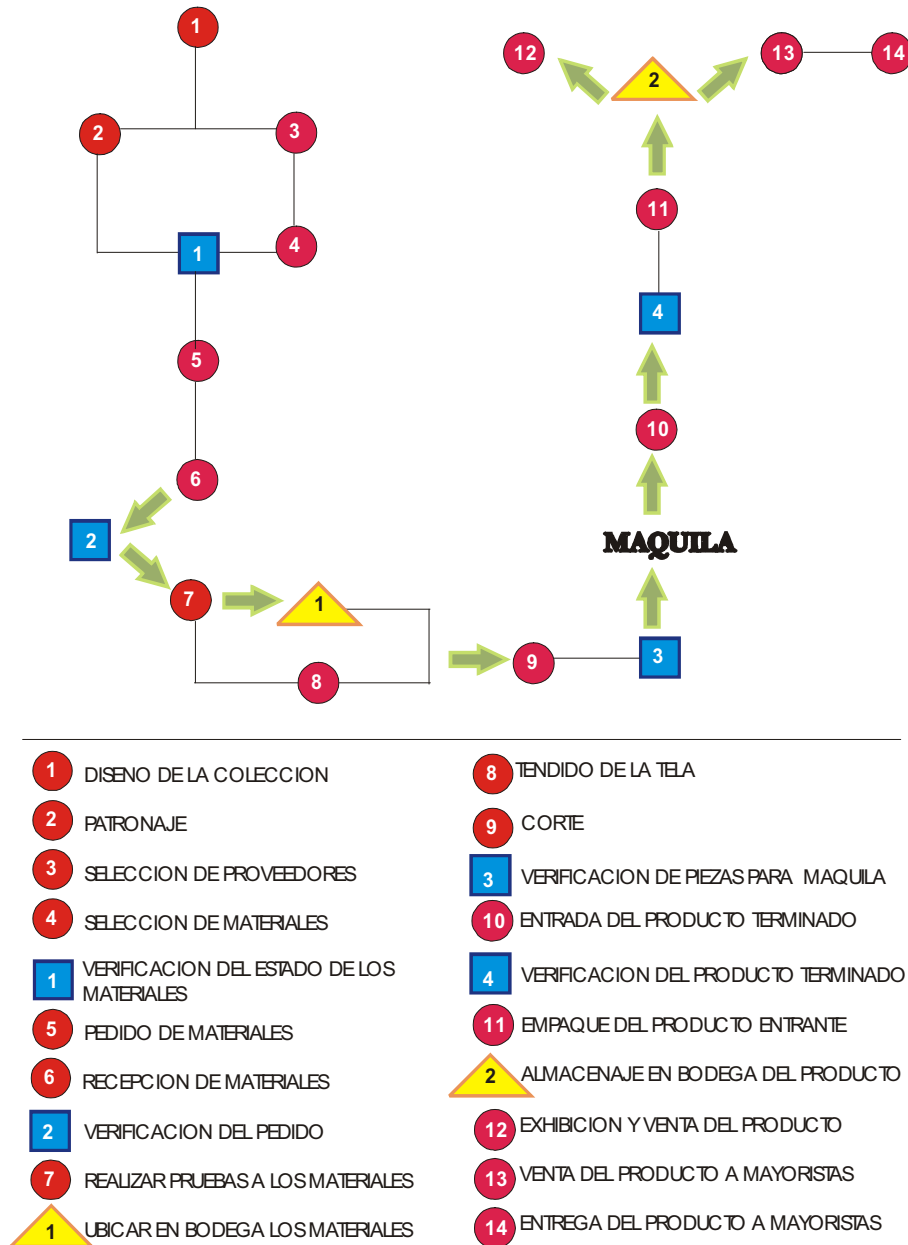 1
12
2
13
14
2
3
11
1
4
4
5
10
6
2
MAQUILA
7
1
8
9
3
1 DISENO DE LA COLECCION
2 PATRONAJE
3 SELECCION DE PROVEEDORES
4 SELECCION DE MATERIALES
1 VERIFICACION DEL ESTADO DE LOS
MATERIALES
5 PEDIDO DE MATERIALES
6 RECEPCION DE MATERIALES
2 VERIFICACION DEL PEDIDO
7 REALIZAR PRUEBAS A LOS MATERIALES
1 UBICAR EN BODEGA LOS MATERIALES
8 TENDIDO DE LA TELA
9 CORTE
3 VERIFICACION DE PIEZAS PARA MAQUILA
10 ENTRADA DEL PRODUCTO TERMINADO
4 VERIFICACION DEL PRODUCTO TERMINADO
11 EMPAQUE DEL PRODUCTO ENTRANTE
2 ALMACENAJE EN BODEGA DEL PRODUCTO
12 EXHIBICION Y VENTA DEL PRODUCTO
13 VENTA DEL PRODUCTO A MAYORISTAS
14 ENTREGA DEL PRODUCTO A MAYORISTAS